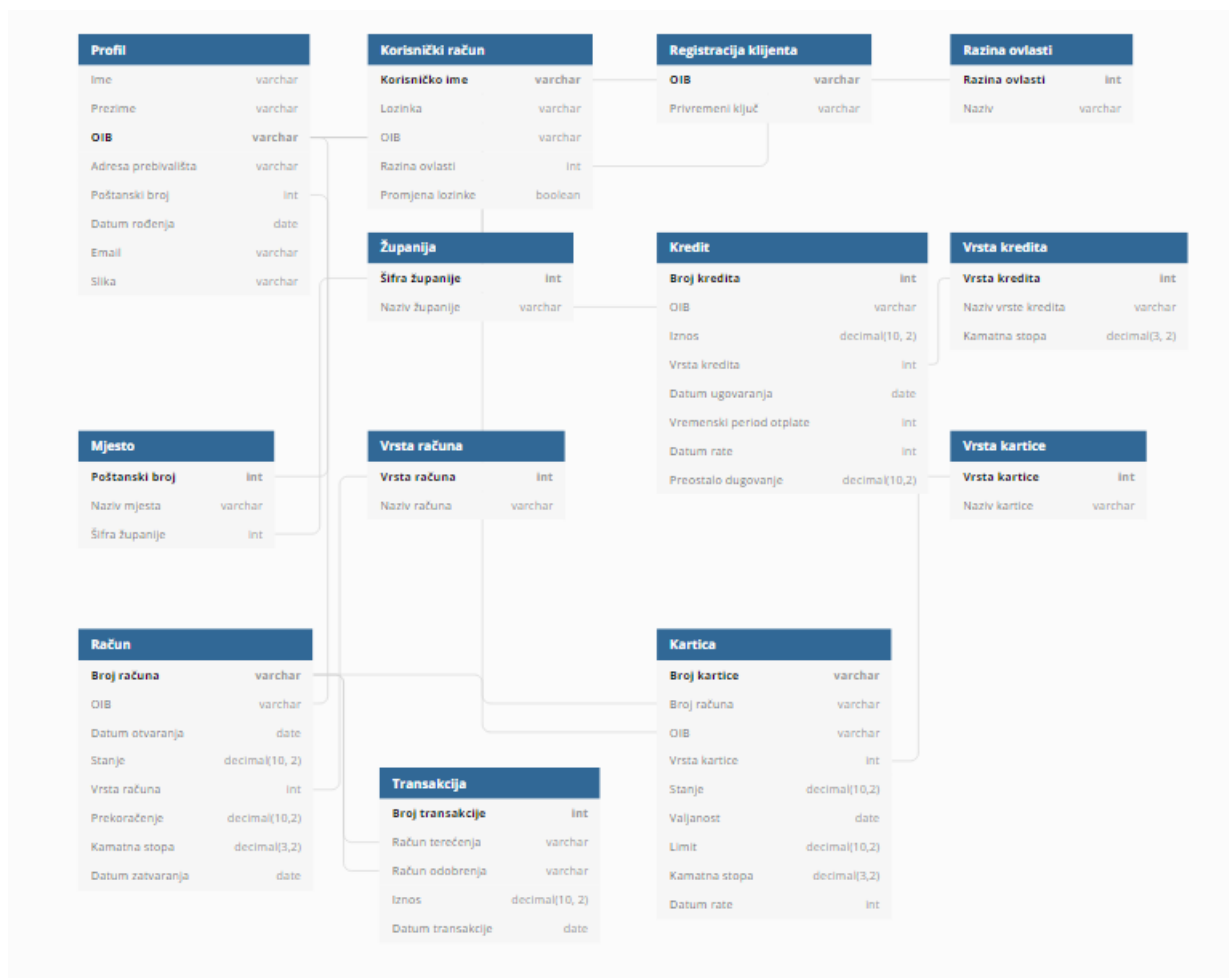 Profil
Ime varchar
Prezime varchar
OIB varchar
Adresa prebivališta varchar
Poštanski broj int
Datum rođenja date
Email varchar
Slika varchar
Korisnički račun
Korisničko ime varchar
Lozinka varchar
OIB varchar
Razina ovlasti int
Promjena lozinke boolean
Registracija klijenta
OIB varchar
Privremeni ključ varchar
Razina ovlasti
Razina ovlasti int
Naziv varchar
Županija
Šifra županije int
Naziv županije varchar
Kredit
Broj kredita int
OIB varchar
Iznos decimal(10, 2)
Vrsta kredita int
Datum ugovaranja date
Vremenski period otplate int
Datum rate int
Preostalo dugovanje decimal(10,2)
Vrsta kredita
Vrsta kredita int
Naziv vrste kredita varchar
Kamatna stopa decimal(3, 2)
Mjesto
Poštanski broj int
Naziv mjesta varchar
Šifra županije int
Vrsta računa
Vrsta računa int
Naziv računa varchar
Vrsta kartice
Vrsta kartice int
Naziv kartice varchar
Račun
Broj računa varchar
OIB varchar
Datum otvaranja date
Stanje decimal(10, 2)
Vrsta računa int
Prekoračenje decimal(10,2)
Kamatna stopa decimal(3,2)
Datum zatvaranja date
Transakcija
Broj transakcije int
Račun terećenja varchar
Račun odobrenja varchar
Iznos decimal(10, 2)
Datum transakcije date
Kartica
Broj kartice varchar
Broj računa varchar
OIB varchar
Vrsta kartice int
Stanje decimal(10,2)
Valjanost date
Limit decimal(10,2)
Kamatna stopa decimal(3,2)
Datum rate int